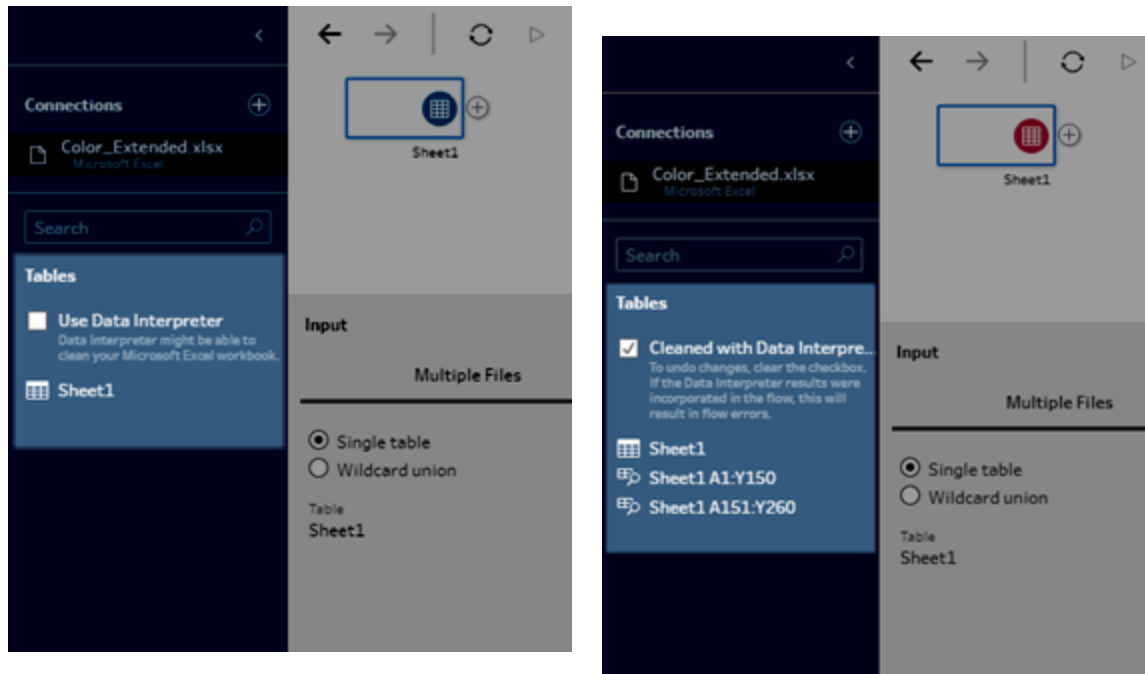 Connections
Color_Extended.xlsx
Microsoft Excel
Search
Tables
Use Data Interpreter
Data Interpreter might be able to
clean your Microsoft Excel workbook.
Sheet1
Sheet1
Input
Multiple Files
Single table
Wildcard union
Table
Sheet1
Connections
Color_Extended.xlsx
Microsoft Excel
Search
Tables
Cleaned with Data Interpre...
To undo changes, clear the checkbox.
If the Data Interpreter results were
incorporated in the flow, this will
result in flow errors.
Sheet1
Sheet1 A1:Y150
Sheet1 A151:Y260
Sheet1
Input
Multiple Files
Single table
Wildcard union
Table
Sheet1